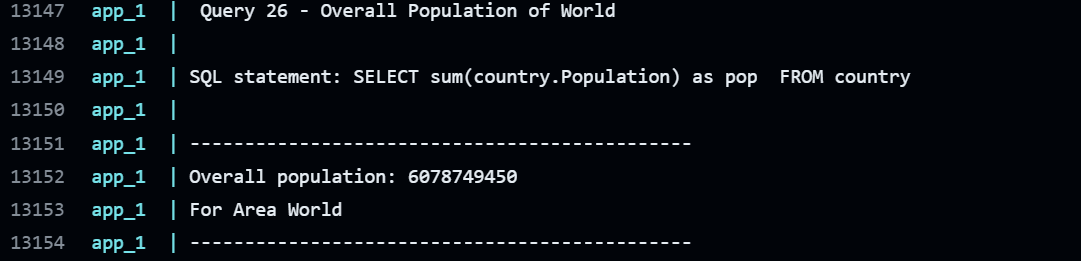 13147 app_1 | Query 26 - Overall Population of World
13148 app_1 |
13149 app_1 | SQL statement: SELECT sum(country.Population) as pop  FROM country
13150 app_1 |
13151 app_1 | ----------------------------------------------
13152 app_1 | Overall population: 6078749450
13153 app_1 | For Area World
13154 app_1 | ----------------------------------------------